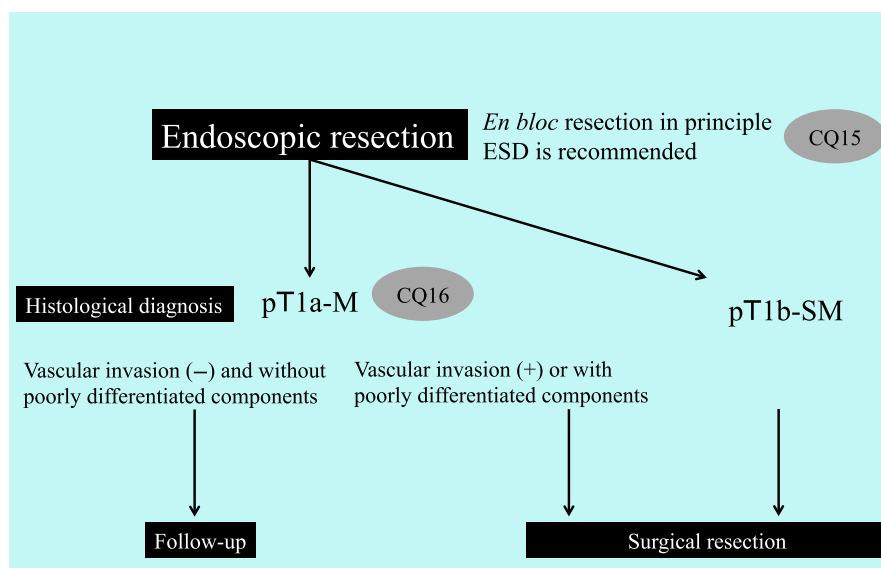 Endoscopic resection
En bloc resection in principle
ESD is recommended
CQ15
Histological diagnosis
pT1a-M
CQ16
pT1b-SM
Vascular invasion (–) and without
poorly differentiated components
Vascular invasion (+) or with
poorly differentiated components
Follow-up
Surgical resection